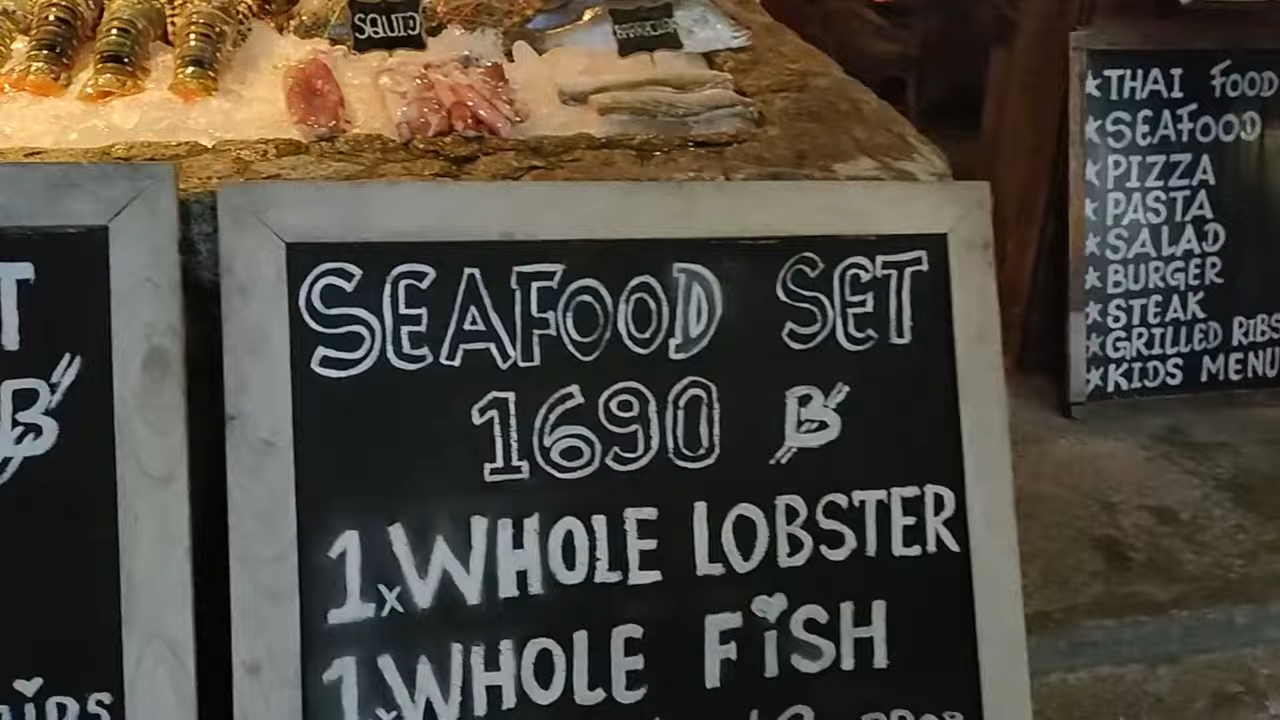 SEAFOOD SET
1690 ฿
1x WHOLE LOBSTER
1x WHOLE FISH
★THAI FOOD
★SEAFOOD
★PIZZA
★PASTA
★SALAD
★BURGER
★STEAK
★GRILLED RIBS
★KIDS MENU